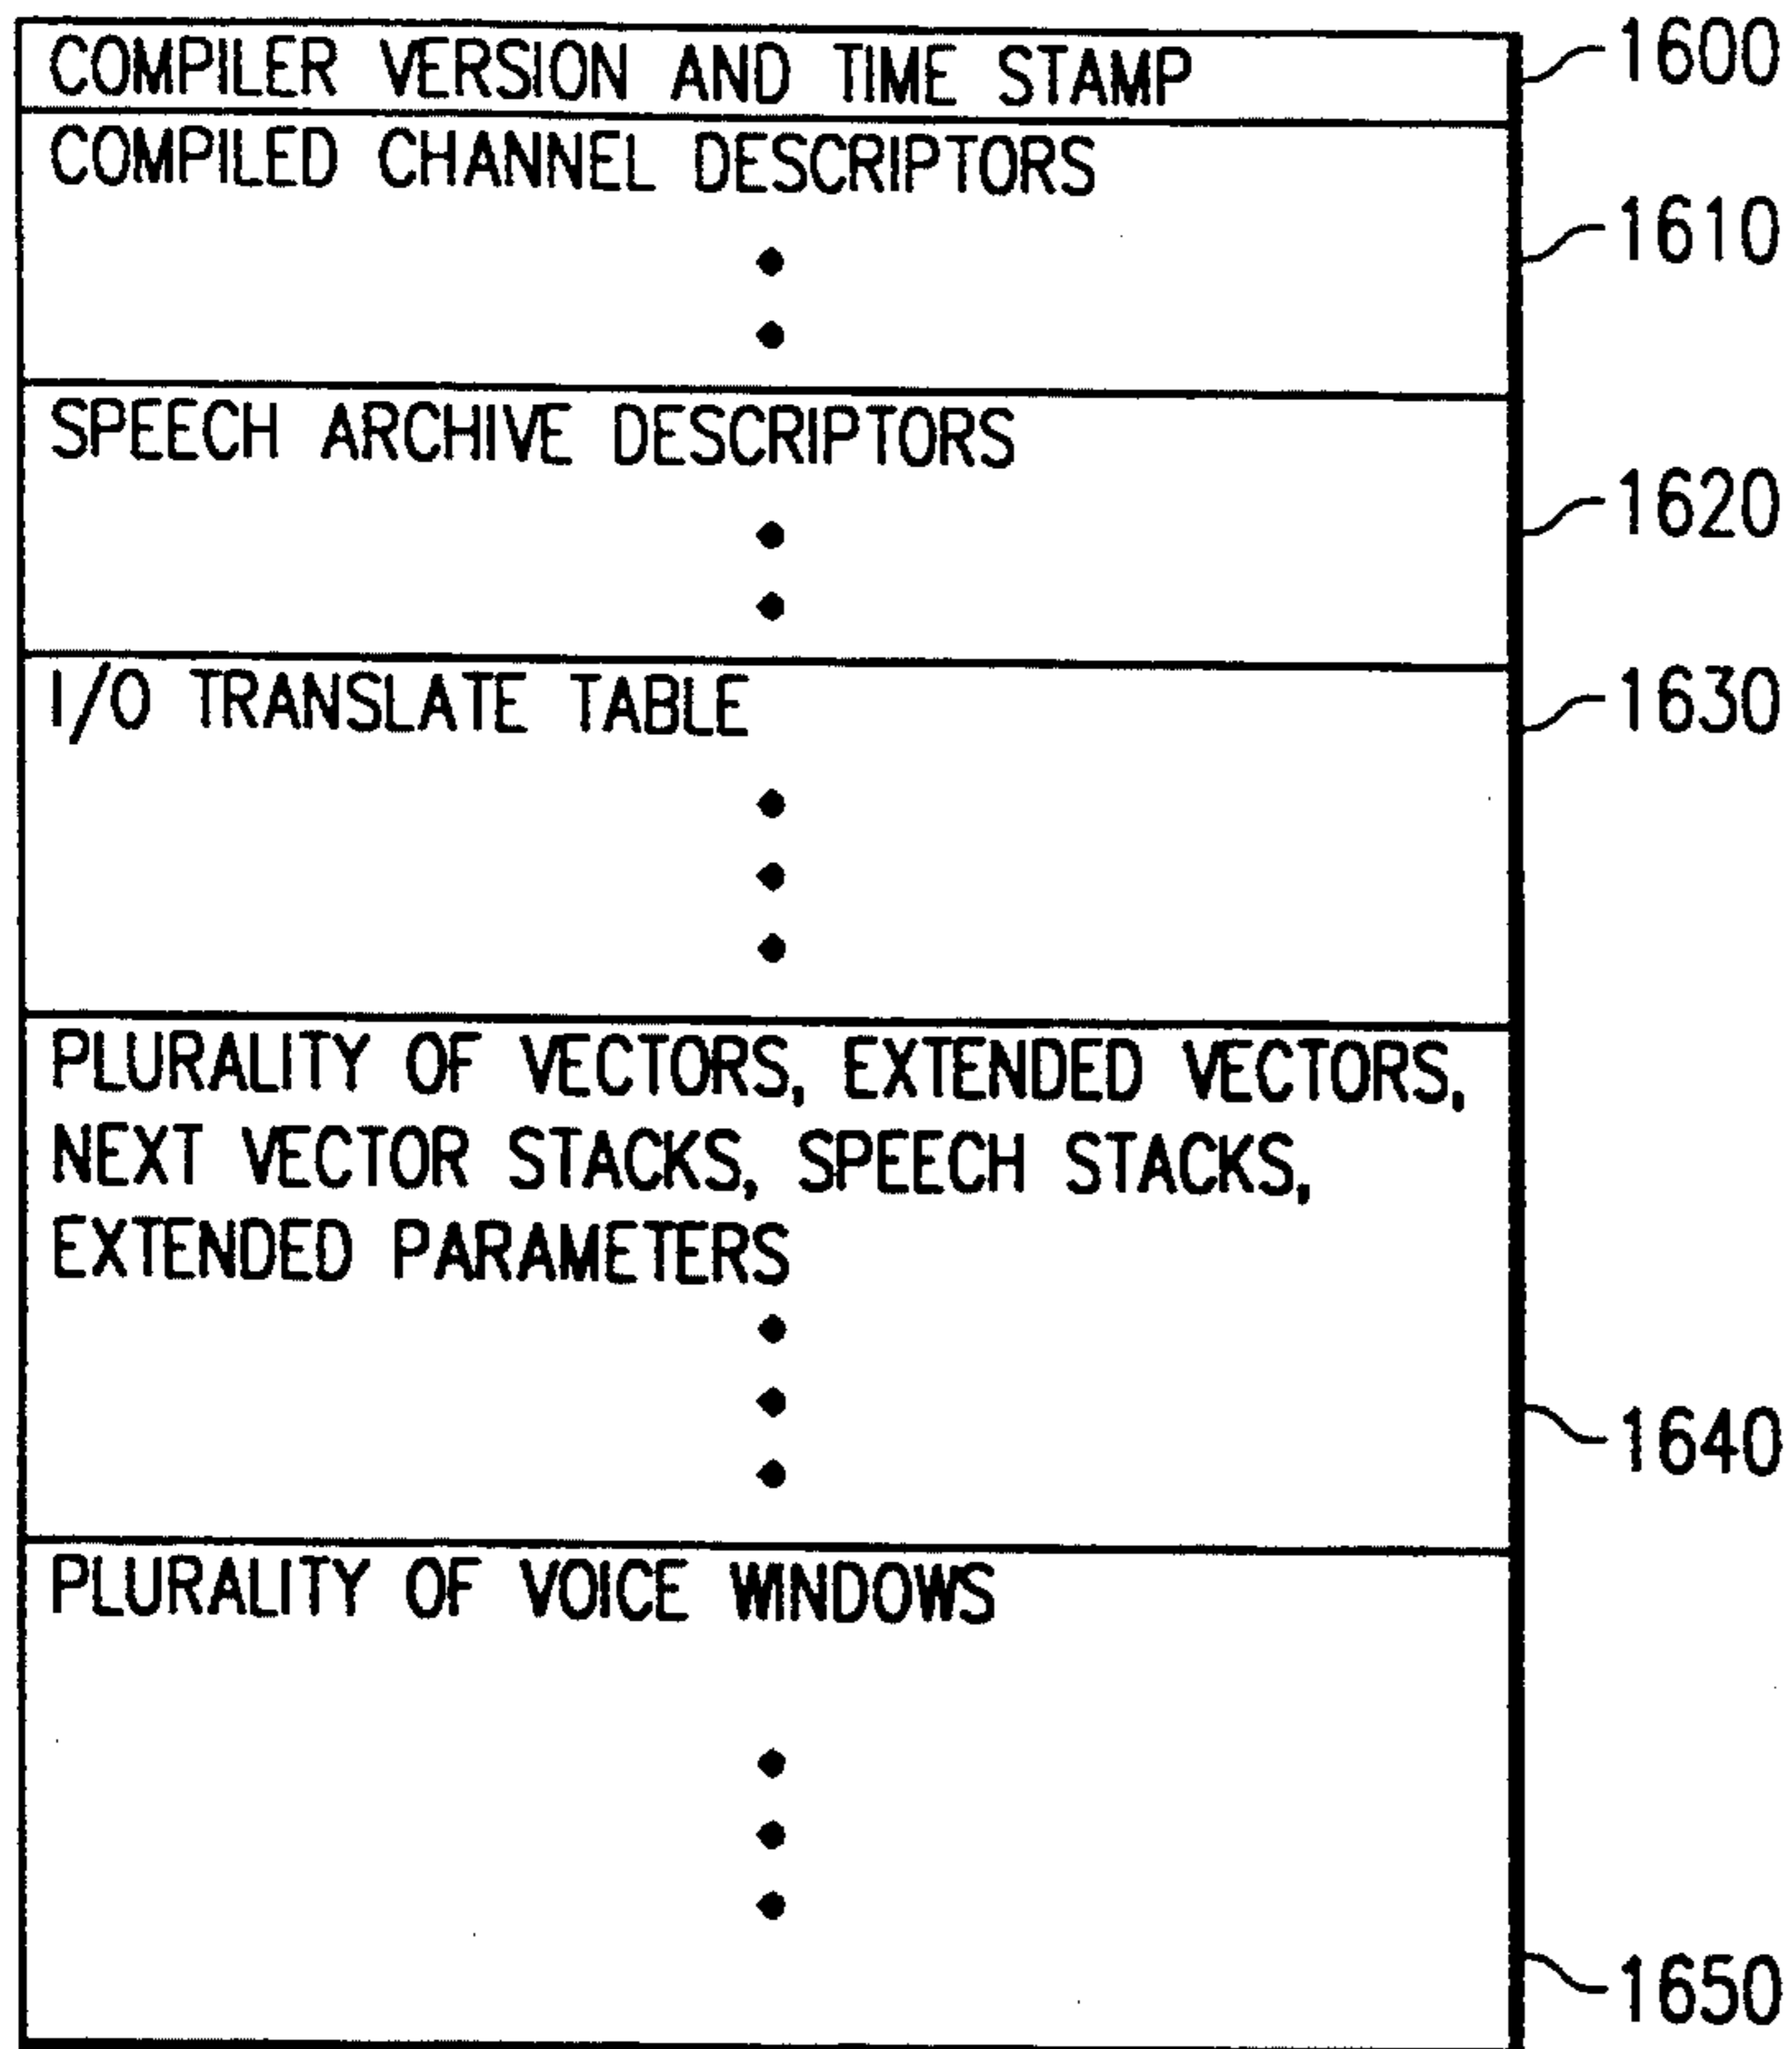 COMPILER VERSION AND TIME STAMP
1600
COMPILED CHANNEL DESCRIPTORS
1610
SPEECH ARCHIVE DESCRIPTORS
1620
I/O TRANSLATE TABLE
1630
PLURALITY OF VECTORS, EXTENDED VECTORS,
NEXT VECTOR STACKS, SPEECH STACKS,
EXTENDED PARAMETERS
1640
PLURALITY OF VOICE WINDOWS
1650